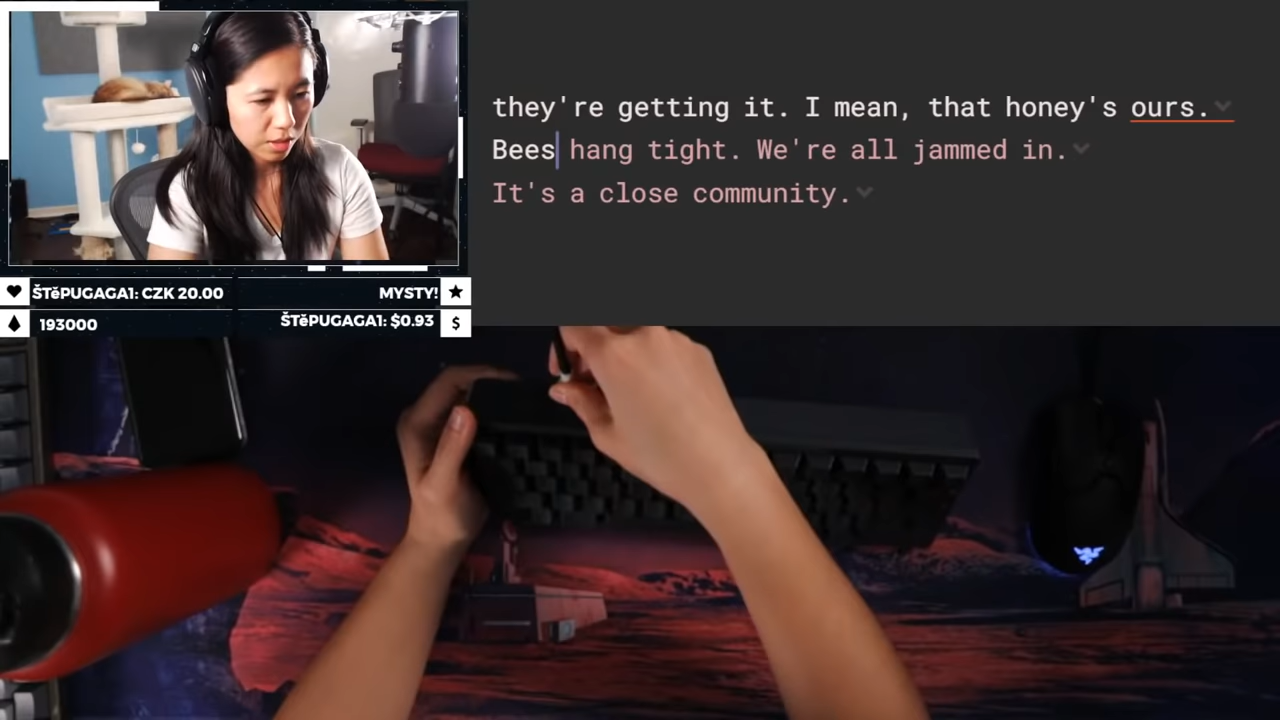 they're getting it. I mean, that honey's ours.
Bees hang tight. We're all jammed in.
It's a close community.
ŠTěPUGAGA1: CZK 20.00
MYSTY!
193000
ŠTěPUGAGA1: $0.93
$